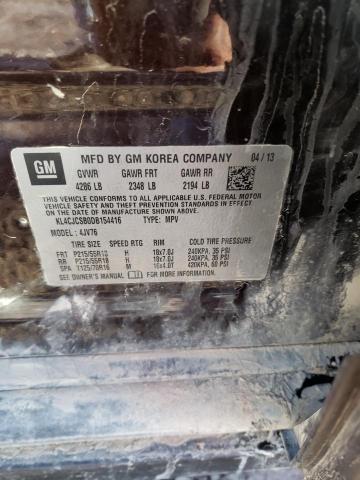 GM
MFD BY GM KOREA COMPANY 04 / 13
GVWR GAWR FRT GAWR RR
4286 LB 2348 LB 2194 LB
KL4CJCSB0DB154416 TYPE: MPV
THIS VEHICLE CONFORMS TO ALL APPLICABLE U.S. FEDERAL MOTOR
VEHICLE SAFETY, BUMPER, AND THEFT PREVENTION STANDARDS IN
EFFECT ON THE DATE OF MANUFACTURE SHOWN ABOVE.
MODEL: 4JV76
TIRE SIZE SPEED RTG RIM COLD TIRE PRESSURE
FRT P215/55R18 H 18x7.0J 240KPA, 35 PSI
RR P215/55R18 H 18x7.0J 240KPA, 35 PSI
SPA T125/70R16 M 16x4.0T 420KPA, 60 PSI
SEE OWNER'S MANUAL FOR MORE INFORMATION.